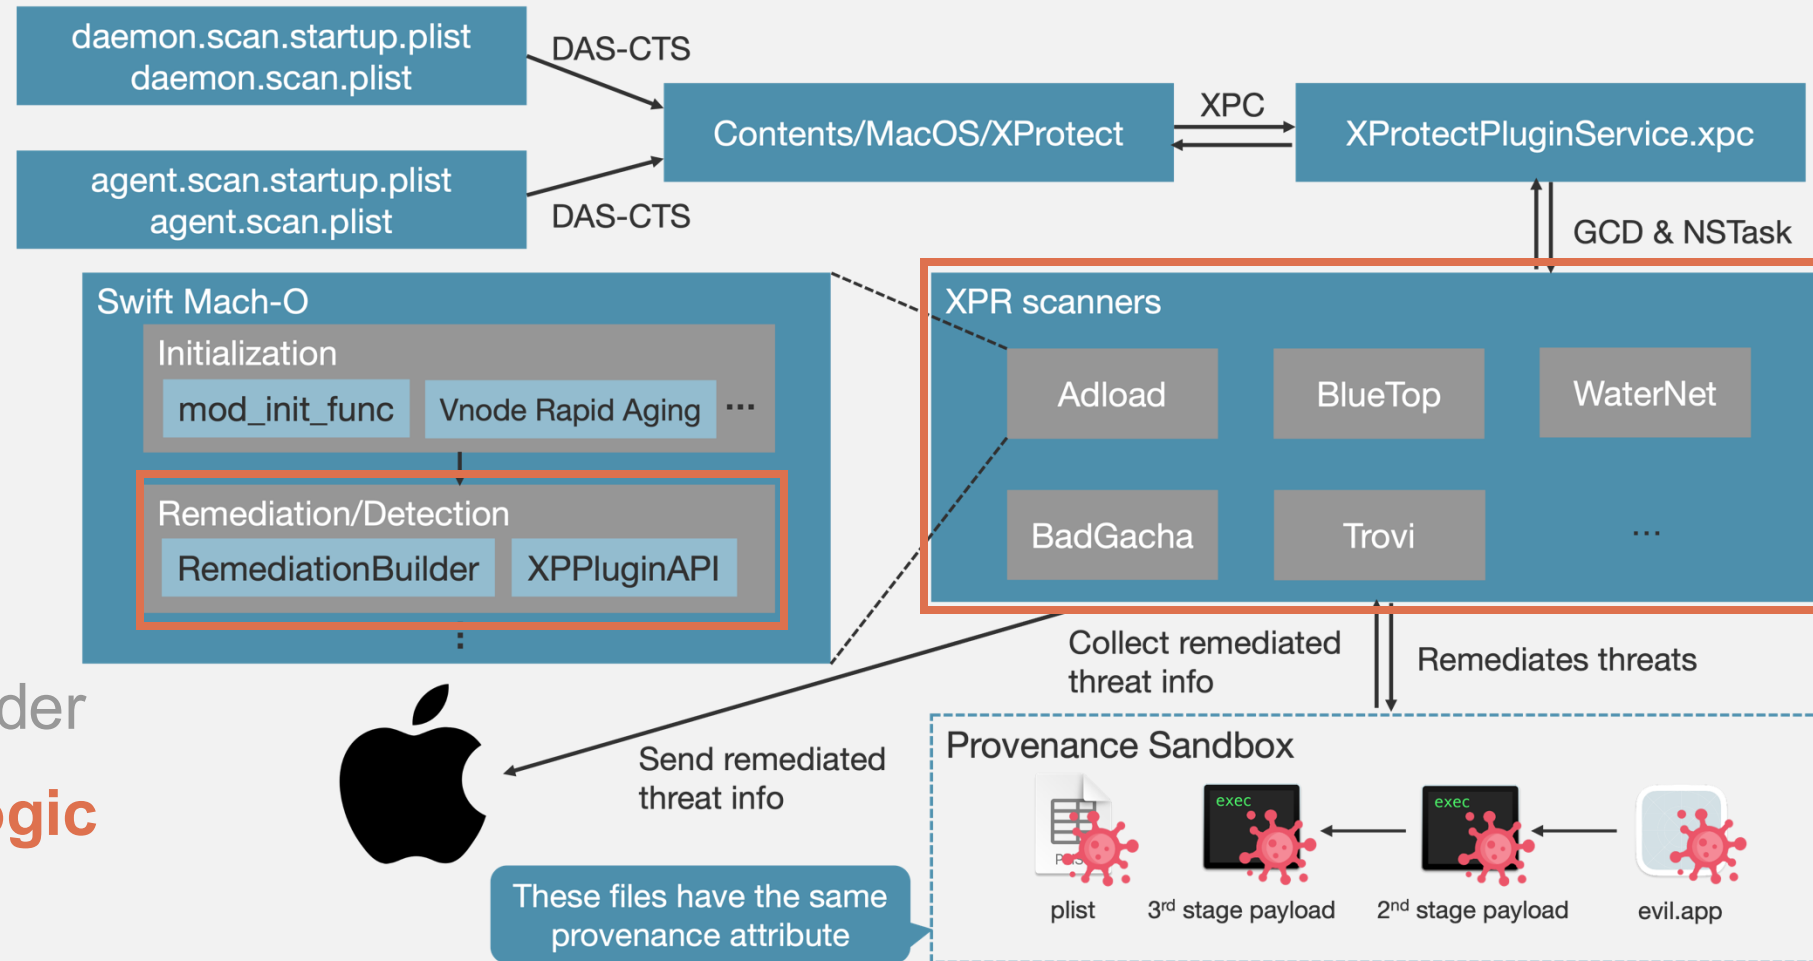 daemon.scan.startup.plist
daemon.scan.plist
DAS-CTS
agent.scan.startup.plist
agent.scan.plist
DAS-CTS
Contents/MacOS/XProtect
XPC
XProtectPluginService.xpc
GCD & NSTask
Swift Mach-O
Initialization
mod_init_func
Vnode Rapid Aging
...
Remediation/Detection
RemediationBuilder
XPPluginAPI
XPR scanners
Adload
BlueTop
WaterNet
BadGacha
Trovi
...
Collect remediated
threat info
Remediates threats
der
ogic
Send remediated
threat info
Provenance Sandbox
exec
exec
plist
3rd stage payload
2nd stage payload
evil.app
These files have the same
provenance attribute